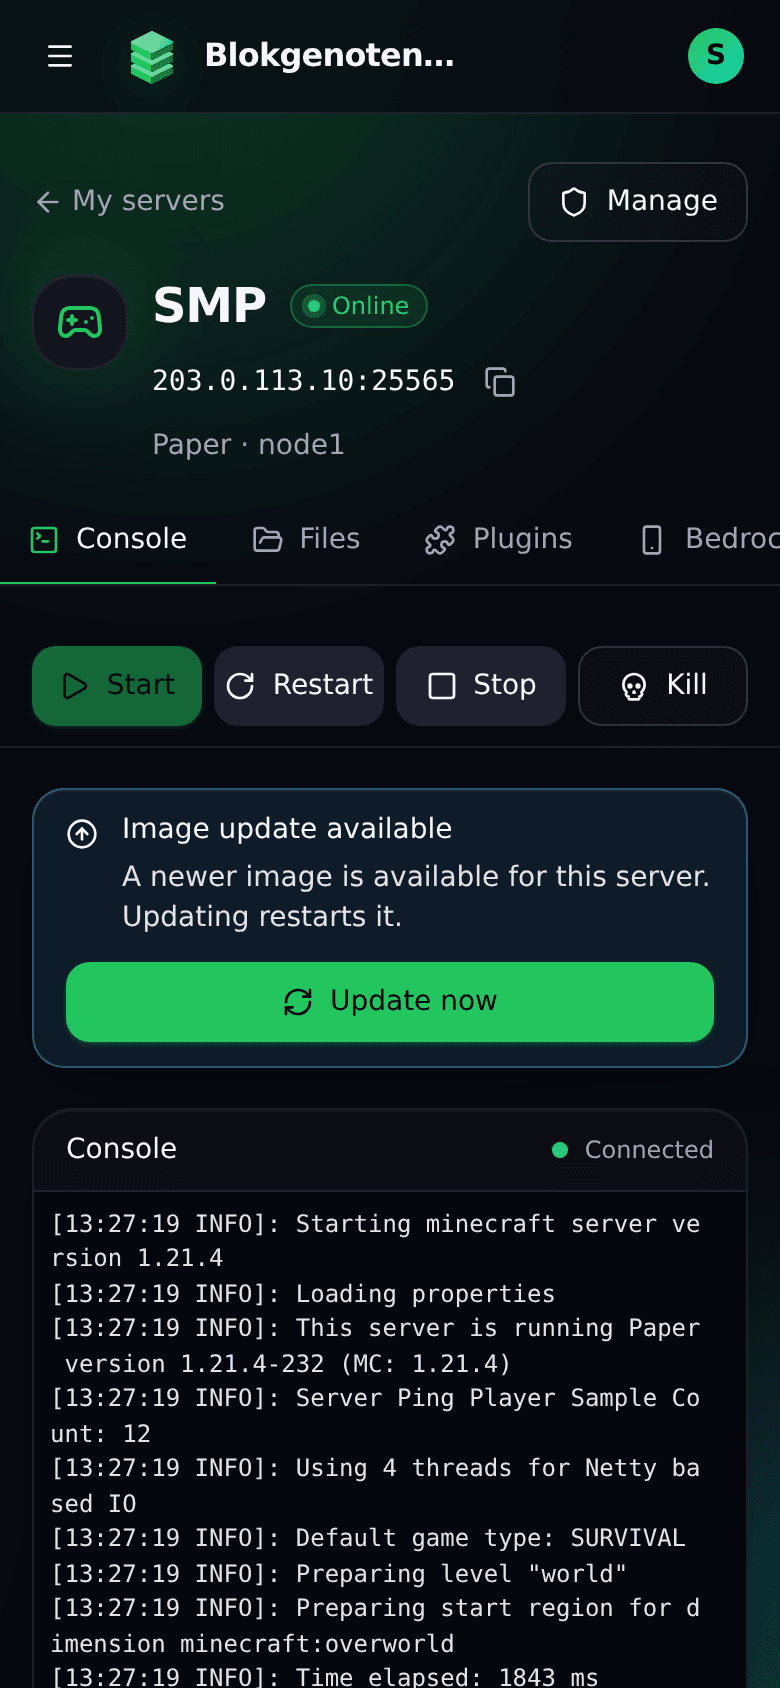 Blokgenoten...
S
My servers
Manage
SMP
Online
203.0.113.10:25565
Paper · node1
Console
Files
Plugins
Bedroc
Start
Restart
Stop
Kill
Image update available
A newer image is available for this server.
Updating restarts it.
Update now
Console
Connected
[13:27:19 INFO]: Starting minecraft server ve
rsion 1.21.4
[13:27:19 INFO]: Loading properties
[13:27:19 INFO]: This server is running Paper
 version 1.21.4-232 (MC: 1.21.4)
[13:27:19 INFO]: Server Ping Player Sample Co
unt: 12
[13:27:19 INFO]: Using 4 threads for Netty ba
sed IO
[13:27:19 INFO]: Default game type: SURVIVAL
[13:27:19 INFO]: Preparing level "world"
[13:27:19 INFO]: Preparing start region for d
imension minecraft:overworld
[13:27:19 INFO]: Time elapsed: 1843 ms